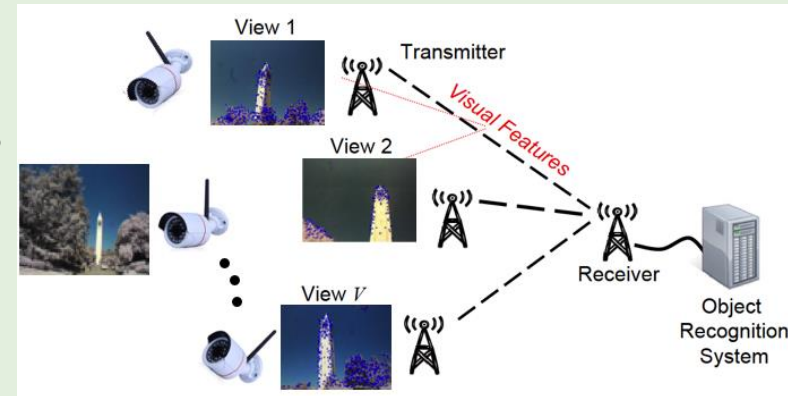 View 1
Transmitter
Visual Features
View 2
Receiver
View V
Object
Recognition
System